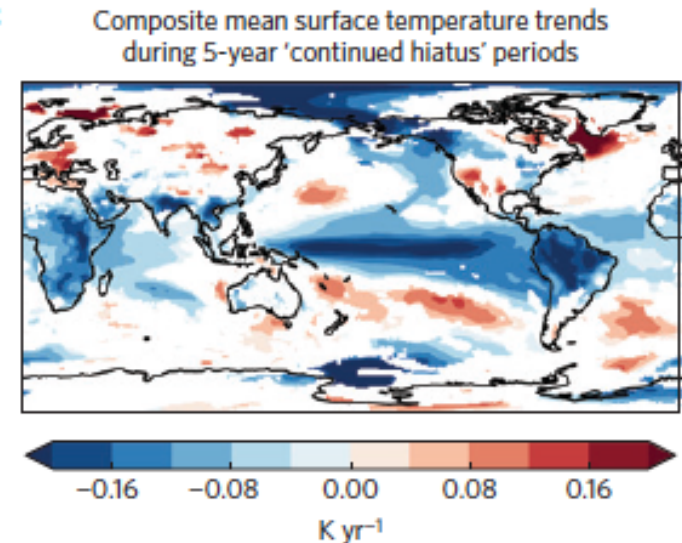 Composite mean surface temperature trends
during 5-year 'continued hiatus' periods
−0.16 −0.08 0.00 0.08 0.16
K yr⁻¹